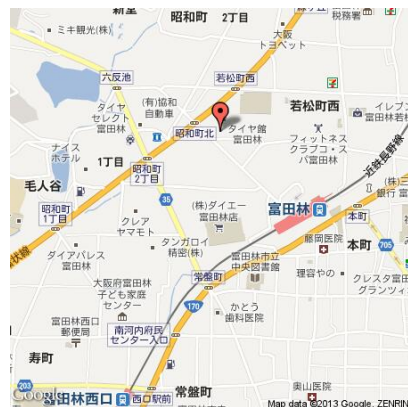 新堂
昭和町 2丁目
税務署
ミキ観光(株)
大阪
トヨペット
六反池
(有)協和
自動車
若松町西
若松町西
タイヤ
セレクト
富田林
昭和町北
タイヤ館
富田林
イレブン
富田林若松
フィットネス
クラブコ・ス
パ富田林
ナイス
ホテル
1丁目
昭和町
2丁目
近鉄長野線
毛人谷
35
(株)三
銀行 富
昭和町
1丁目
クレア
ヤマモト
(株)ダイエー
富田林店
富田林
本町
藤岡医院
本町
ダイアパレス
富田林
タンガロイ
精密(株)
富田林市立
中央図書館
大阪府富田林
子ども家庭
センター
常盤町
理容やの
クレスタ富田
グランツィ
170
かとう
歯科医院
富田林西口
郵便局
南河内府民
センター入口
寿町
203
Google
富田林西口
西口駅前
常盤町
奥山医院
Map data ©2013 Google, ZENRIN